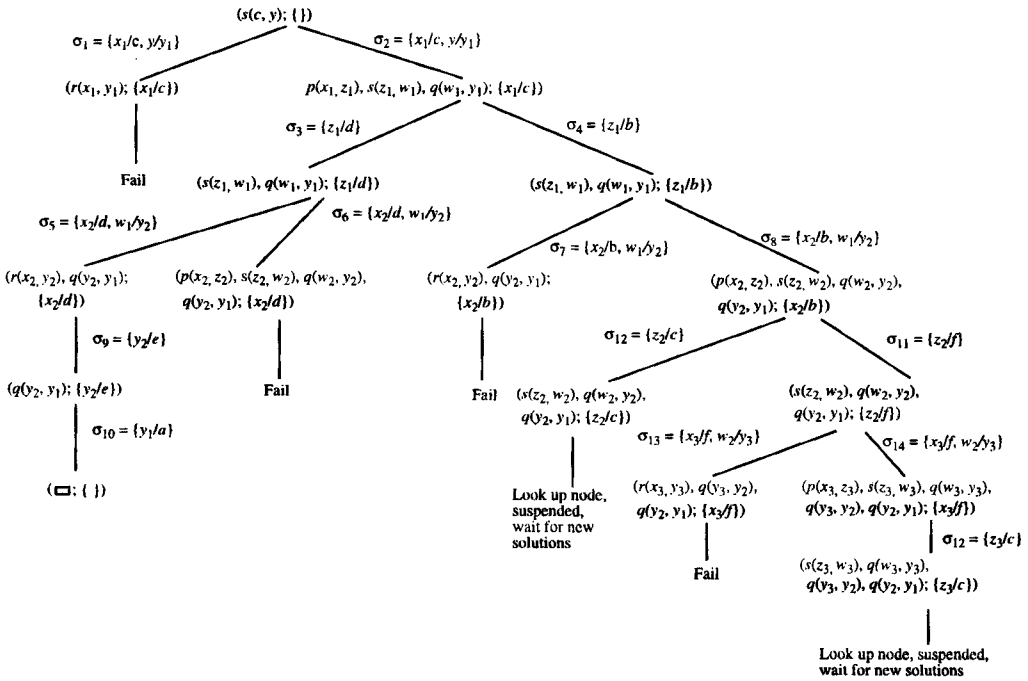 (s(c, y); { })
σ1 = {x1/c, y/y1}
σ2 = {x1/c, y/y1}
(r(x1, y1); {x1/c})
p(x1, z1), s(z1, w1), q(w1, y1); {x1/c})
σ3 = {z1/d}
σ4 = {z1/b}
Fail
(s(z1, w1), q(w1, y1); {z1/d})
(s(z1, w1), q(w1, y1); {z1/b})
σ5 = {x2/d, w1/y2}
σ6 = {x2/d, w1/y2}
σ7 = {x2/b, w1/y2}
σ8 = {x2/b, w1/y2}
(r(x2, y2), q(y2, y1);
{x2/d})
(p(x2, z2), s(z2, w2), q(w2, y2),
q(y2, y1); {x2/d})
(r(x2, y2), q(y2, y1);
{x2/b})
(p(x2, z2), s(z2, w2), q(w2, y2),
q(y2, y1); {x2/b})
σ9 = {y2/e}
σ12 = {z2/c}
σ11 = {z2/f}
(q(y2, y1); {y2/e})
Fail
Fail
(s(z2, w2), q(w2, y2),
q(y2, y1); {z2/c})
(s(z2, w2), q(w2, y2),
q(y2, y1); {z2/f})
σ10 = {y1/a}
σ13 = {x3/f, w2/y3}
σ14 = {x3/f, w2/y3}
(▭; { })
Look up node,
suspended,
wait for new
solutions
(r(x3, y3), q(y3, y2),
q(y2, y1); {x3/f})
(p(x3, z3), s(z3, w3), q(w3, y3),
q(y3, y2), q(y2, y1); {x3/f})
σ12 = {z3/c}
Fail
(s(z3, w3), q(w3, y3),
q(y3, y2), q(y2, y1); {z3/c})
Look up node, suspended,
wait for new solutions